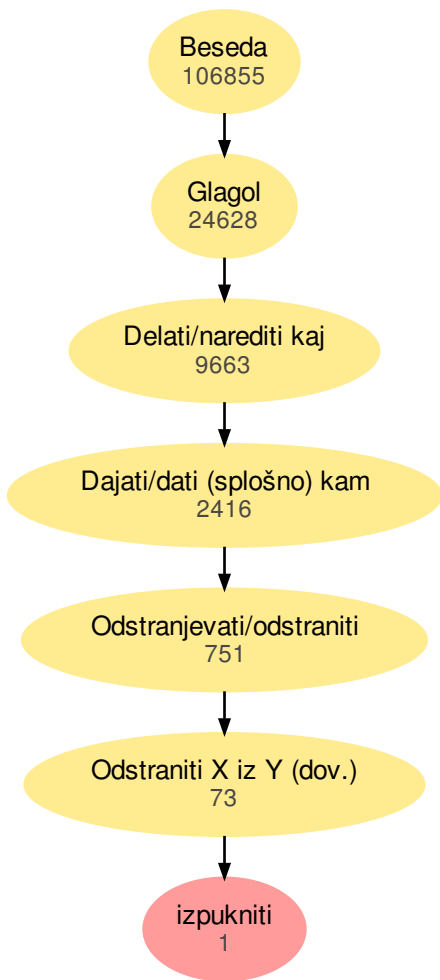 Beseda
106855
Glagol
24628
Delati/narediti kaj
9663
Dajati/dati (splošno) kam
2416
Odstranjevati/odstraniti
751
Odstraniti X iz Y (dov.)
73
izpukniti
1